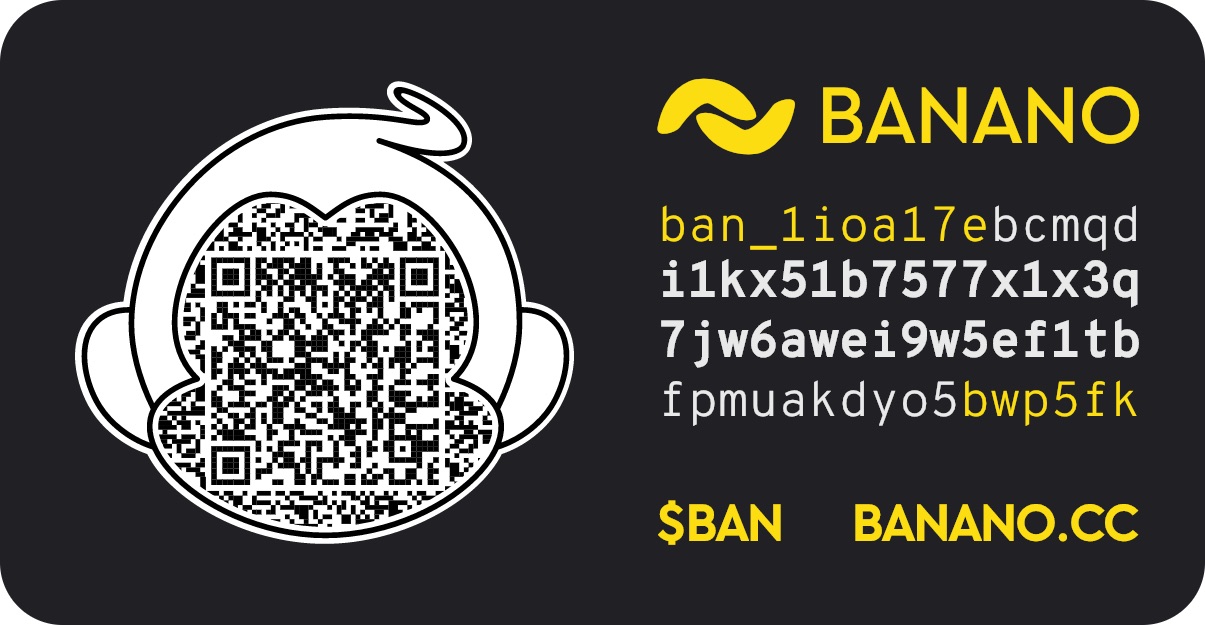 BANANO
ban_1ioa17ebcmqd
i1kx51b7577x1x3q
7jw6awei9w5ef1tb
fpmuakdyo5bwp5fk
$BAN BANANO.CC